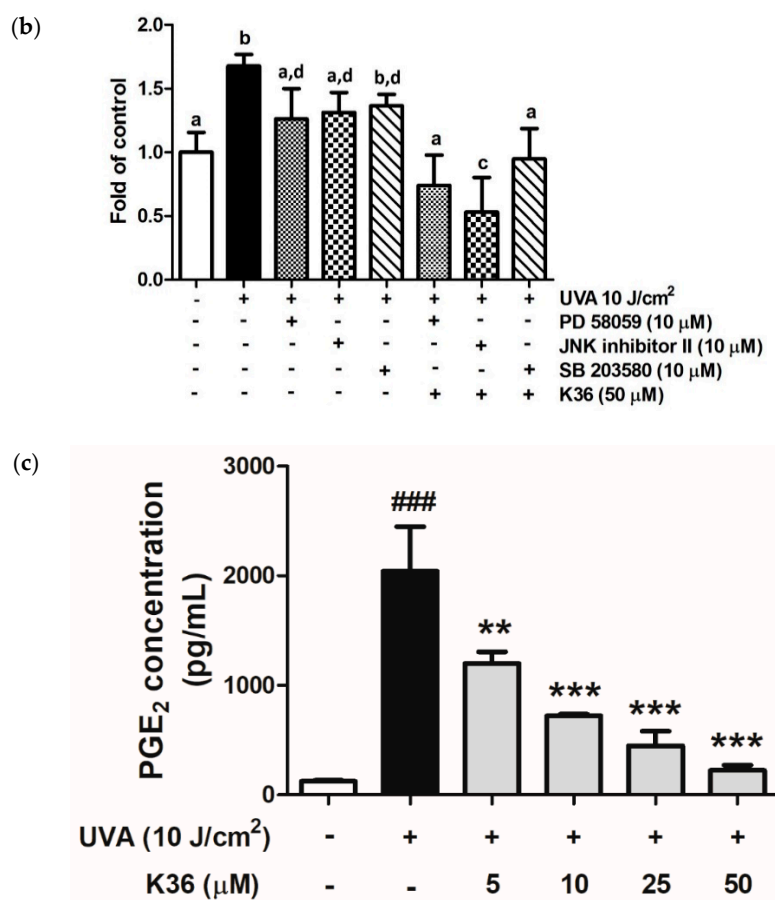 (b)
2.0
b
a,d
a,d
b,d
1.5
a
a
a
1.0
c
0.5
0.0
Fold of control
- + + + + + + + UVA 10 J/cm2
- - + - - + - - PD 58059 (10 μM)
- - - + - - + - JNK inhibitor II (10 μM)
- - - - + - - + SB 203580 (10 μM)
- - - - - + + + K36 (50 μM)
(c)
3000
###
2000
**
***
1000
***
***
0
PGE2 concentration
(pg/mL)
UVA (10 J/cm2) - + + + + +
K36 (μM) - - 5 10 25 50